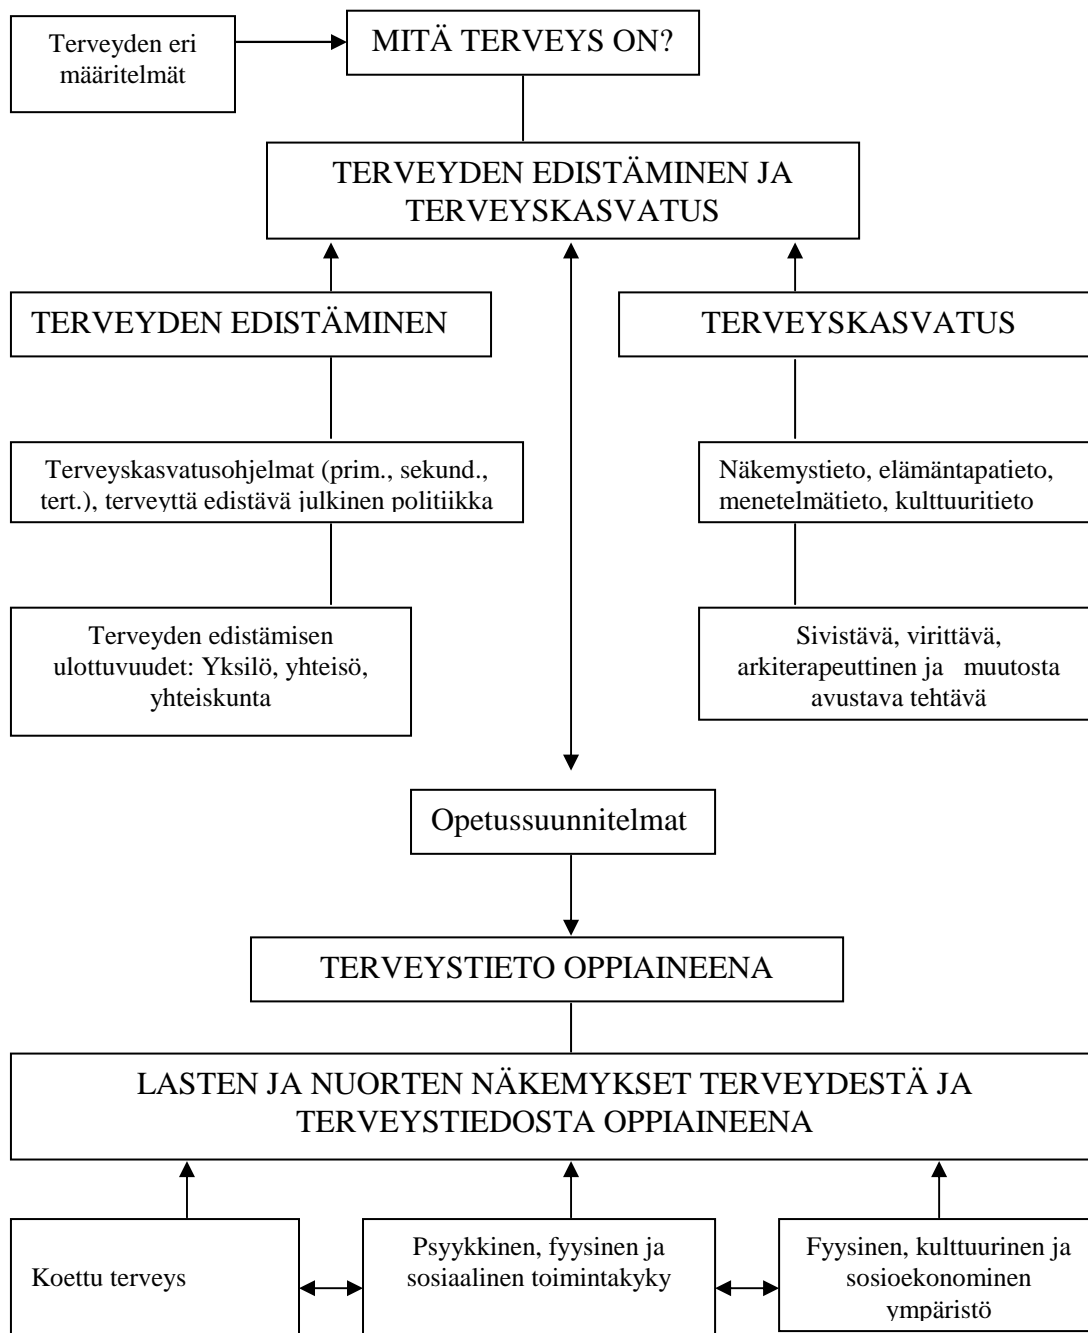 Terveyden eri
määritelmät
MITÄ TERVEYS ON?
TERVEYDEN EDISTÄMINEN JA
TERVEYSKASVATUS
TERVEYDEN EDISTÄMINEN
TERVEYSKASVATUS
Terveyskasvatusohjelmat (prim., sekund.,
tert.), terveyttä edistävä julkinen politiikka
Näkemystieto, elämäntapatieto,
menetelmätieto, kulttuuritieto
Terveyden edistämisen
ulottuvuudet: Yksilö, yhteisö,
yhteiskunta
Sivistävä, virittävä,
arkiterapeuttinen ja muutosta
avustava tehtävä
Opetussuunnitelmat
TERVEYSTIETO OPPIAINEENA
LASTEN JA NUORTEN NÄKEMYKSET TERVEYDESTÄ JA
TERVEYSTIEDOSTA OPPIAINEENA
Koettu terveys
Psyykkinen, fyysinen ja
sosiaalinen toimintakyky
Fyysinen, kulttuurinen ja
sosioekonominen
ympäristö